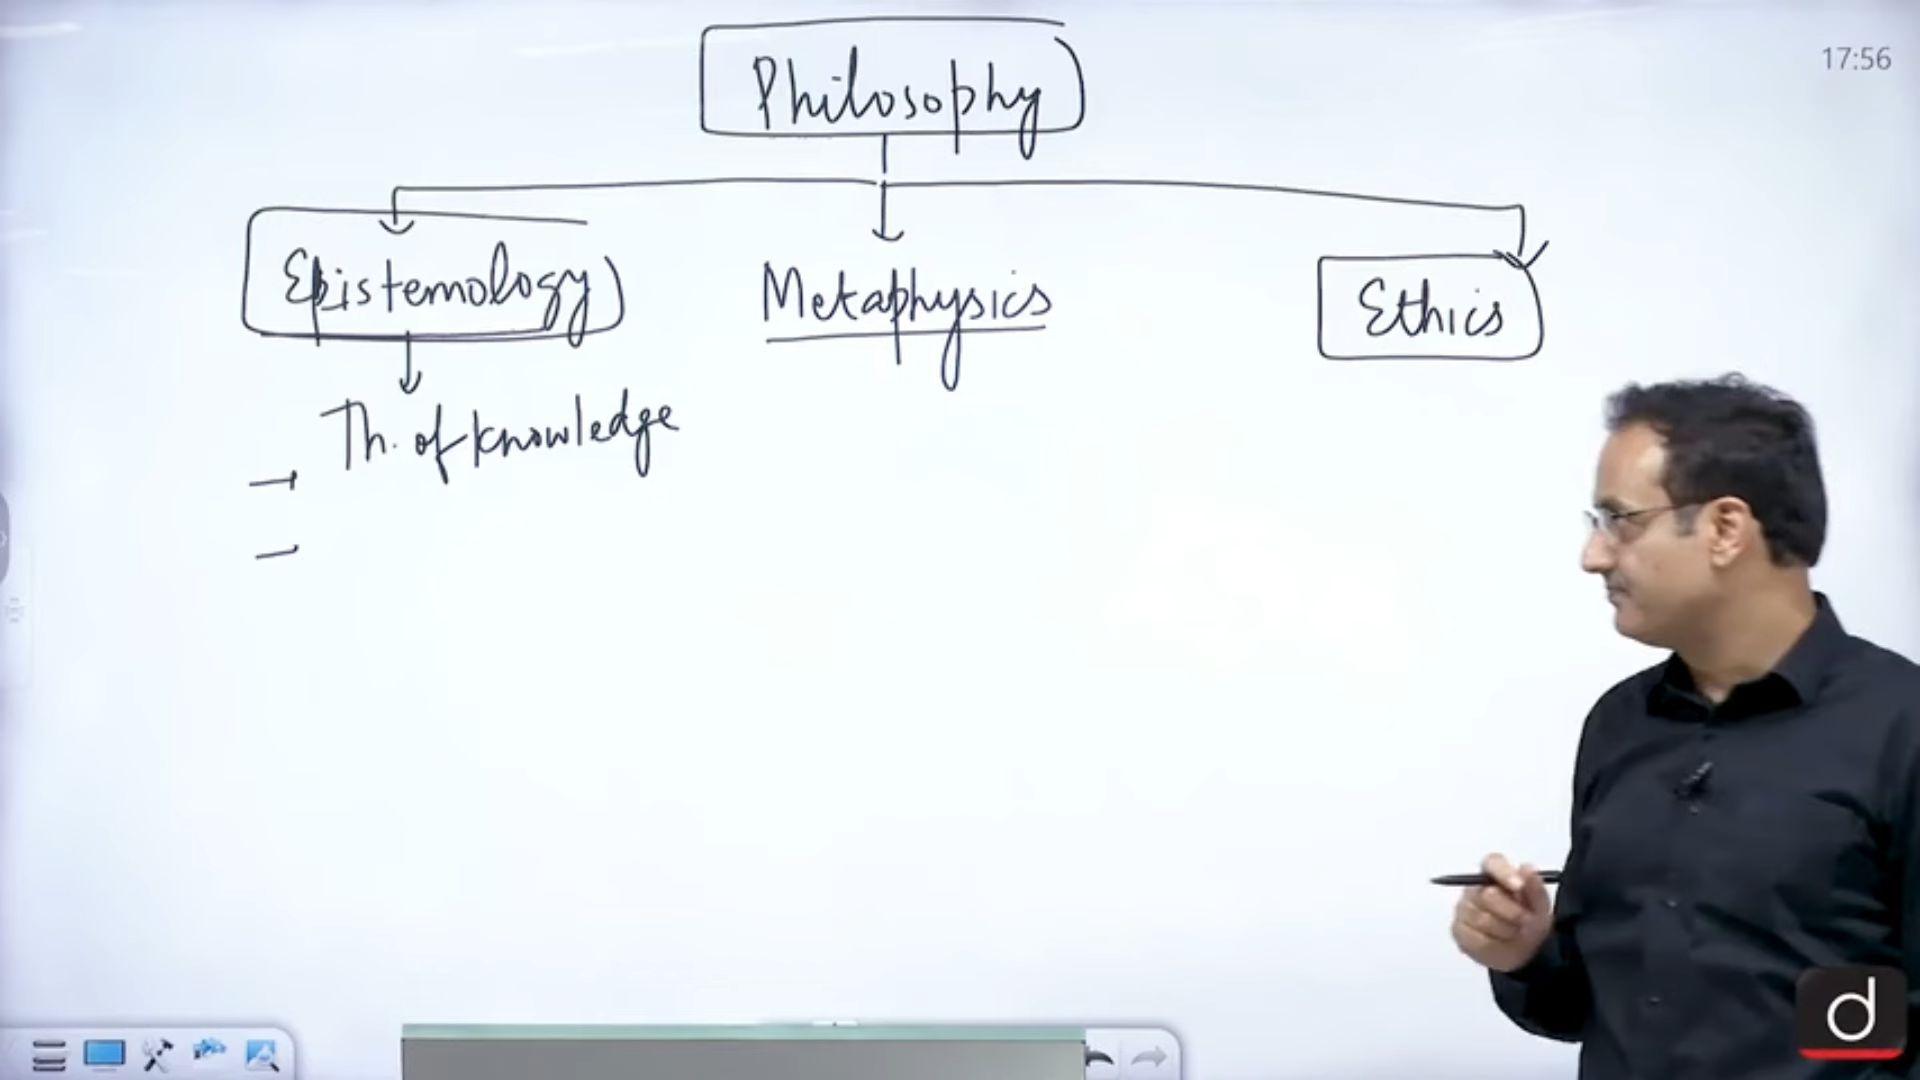 17:56
Philosophy
Epistemology
Metaphysics
Ethics
Th. of knowledge
d